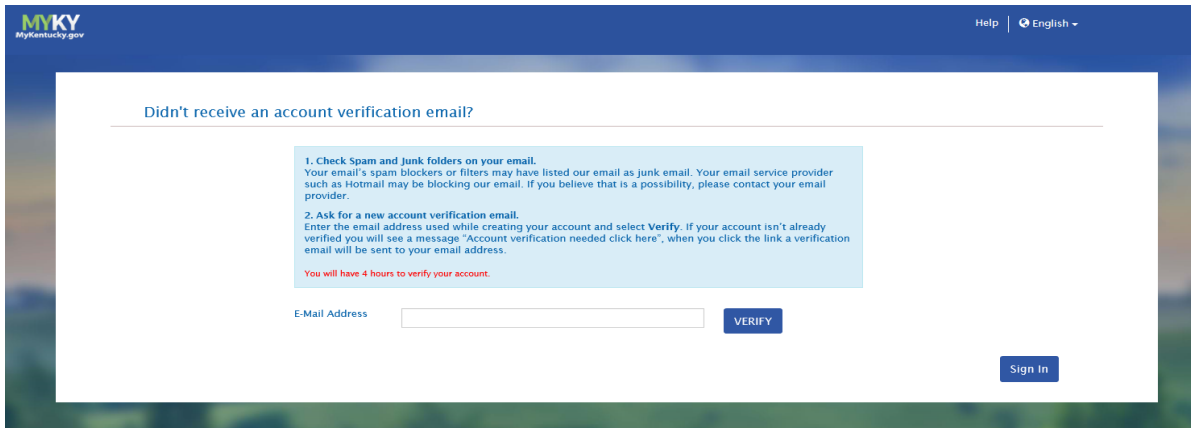 MYKY
MyKentucky.gov
Help
English
Didn't receive an account verification email?
1. Check Spam and Junk folders on your email.
Your email's spam blockers or filters may have listed our email as junk email. Your email service provider
such as Hotmail may be blocking our email. If you believe that is a possibility, please contact your email
provider.
2. Ask for a new account verification email.
Enter the email address used while creating your account and select Verify. If your account isn't already
verified you will see a message "Account verification needed click here", when you click the link a verification
email will be sent to your email address.
You will have 4 hours to verify your account.
E-Mail Address
VERIFY
Sign In